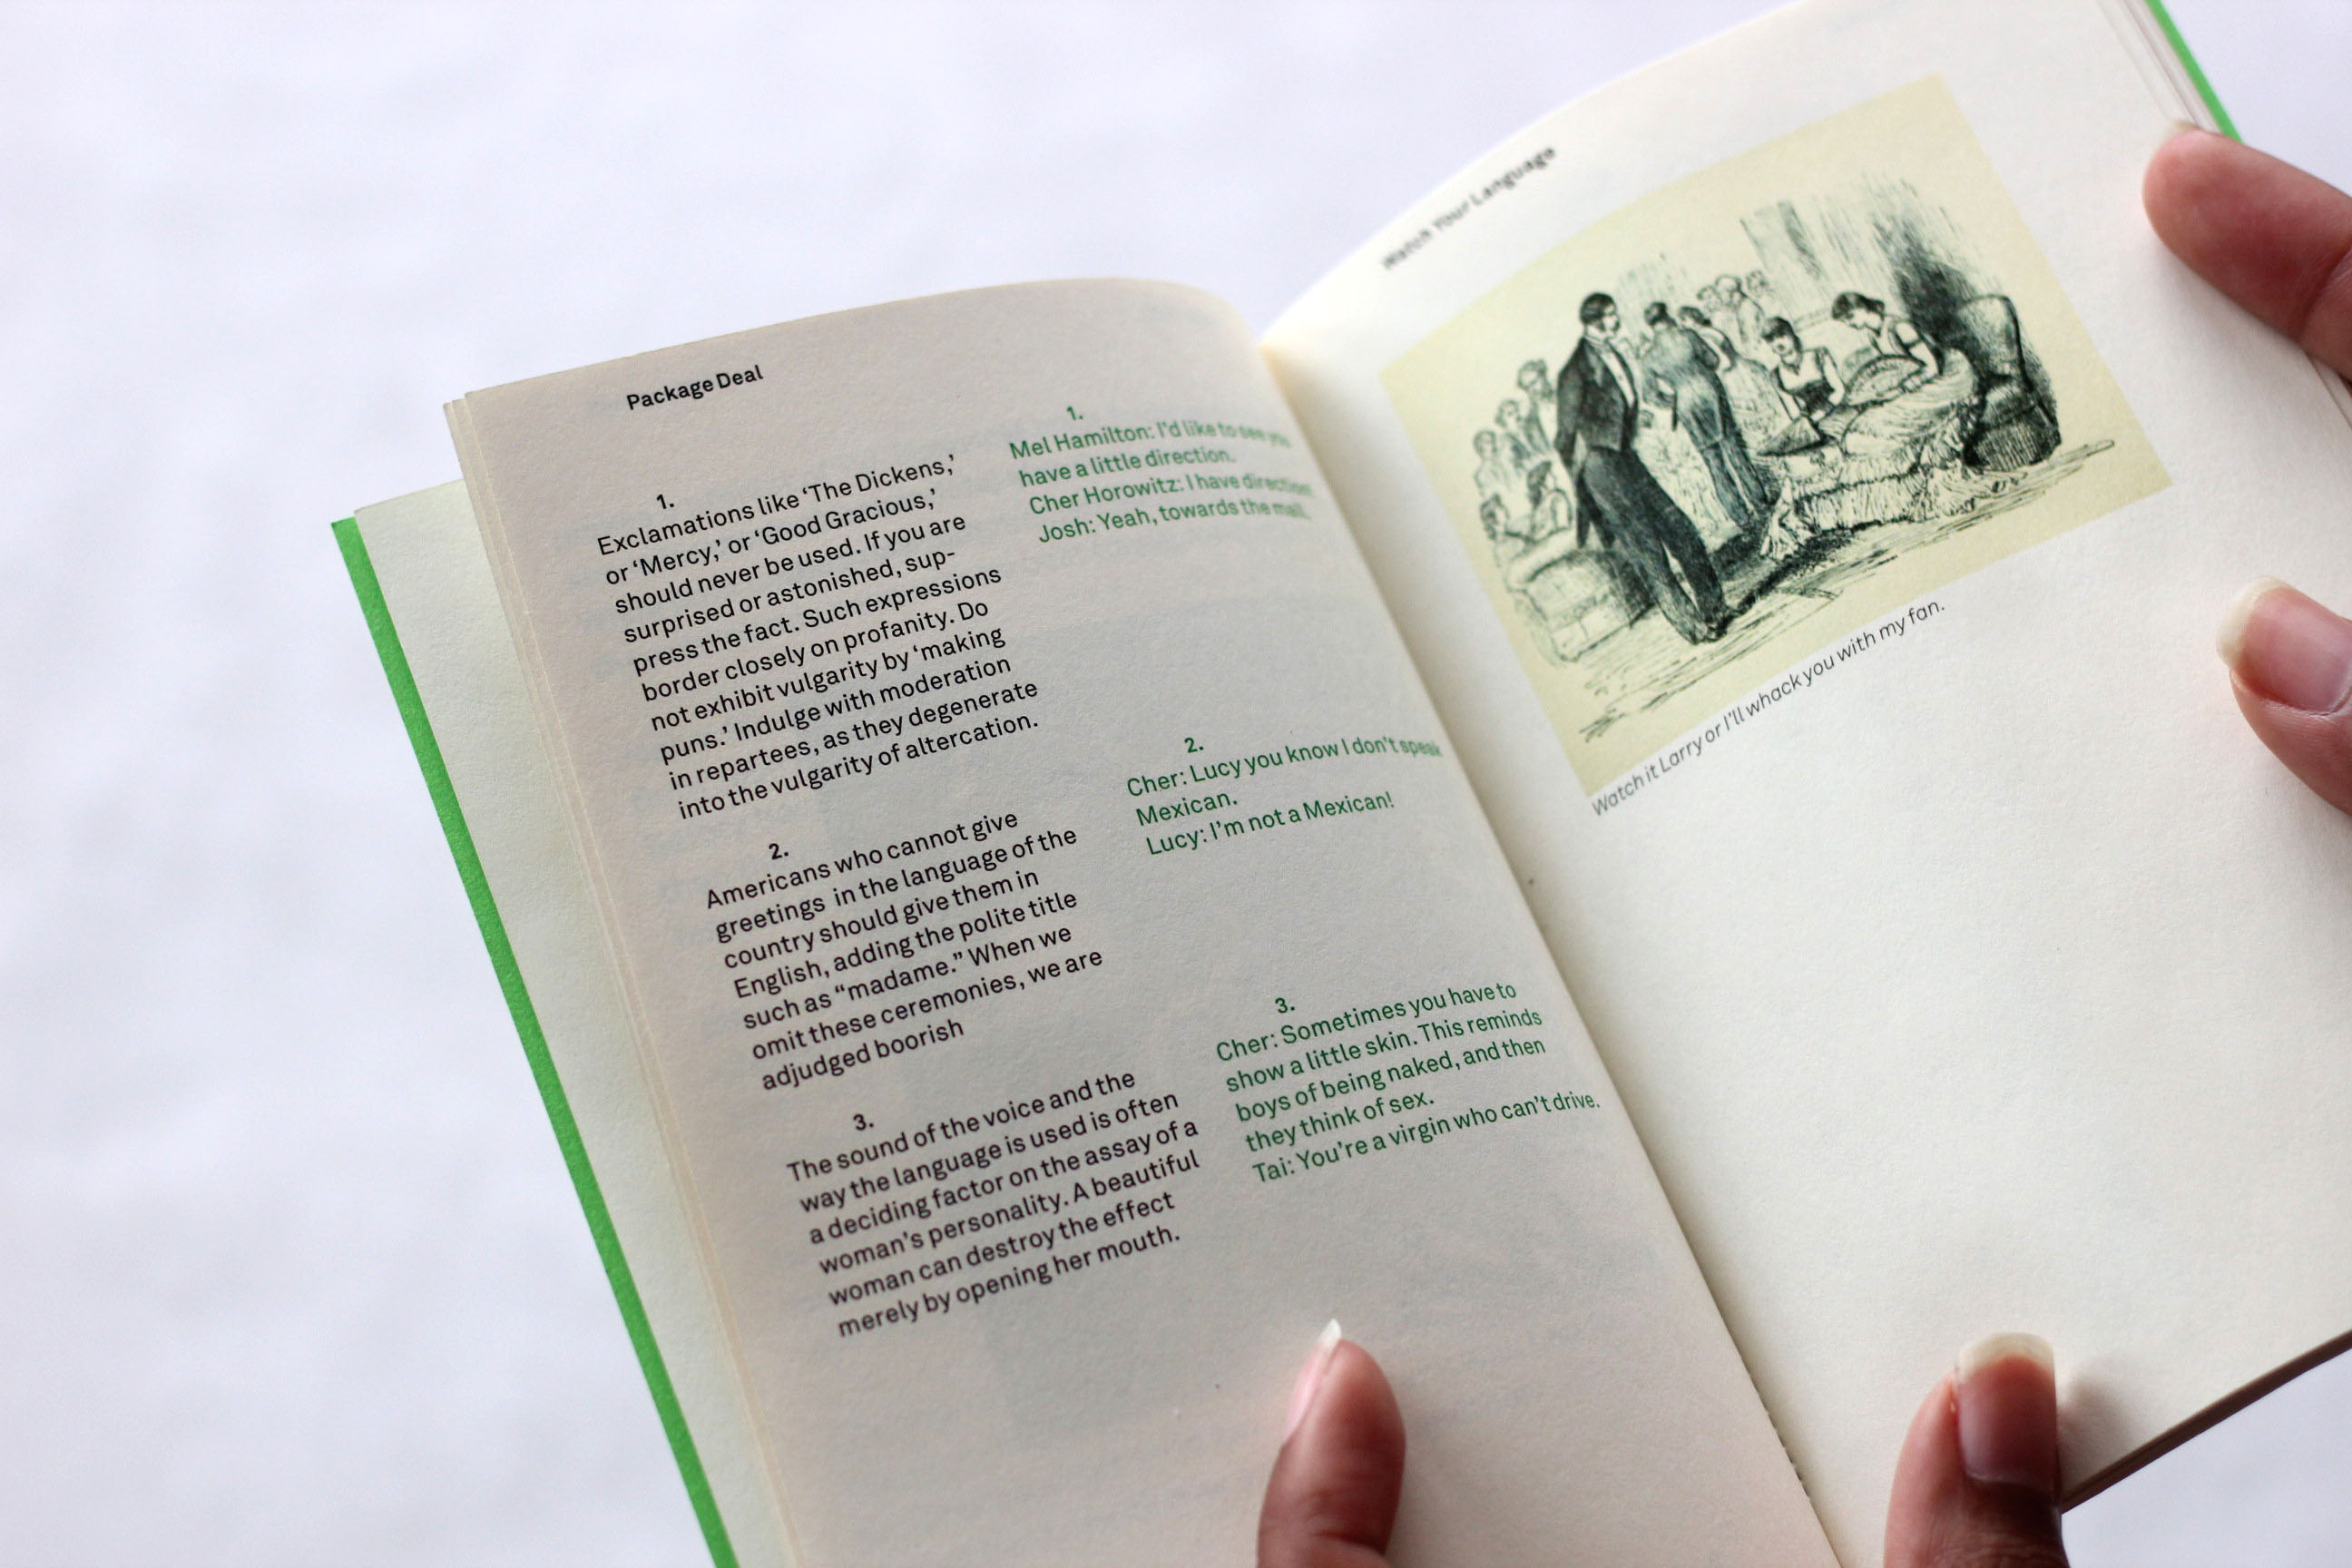 Package Deal
1.
Exclamations like ‘The Dickens,’
or ‘Mercy,’ or ‘Good Gracious,’
should never be used. If you are
surprised or astonished, sup-
press the fact. Such expressions
border closely on profanity. Do
not exhibit vulgarity by ‘making
puns.’ Indulge with moderation
in repartees, as they degenerate
into the vulgarity of altercation.
2.
Americans who cannot give
greetings in the language of the
country should give them in
English, adding the polite title
such as “madame.” When we
omit these ceremonies, we are
adjudged boorish
3.
The sound of the voice and the
way the language is used is often
a deciding factor on the assay of a
woman’s personality. A beautiful
woman can destroy the effect
merely by opening her mouth.
1.
Mel Hamilton: I’d like to see you
have a little direction.
Cher Horowitz: I have direction!
Josh: Yeah, towards the mall.
2.
Cher: Lucy you know I don’t speak
Mexican.
Lucy: I’m not a Mexican!
3.
Cher: Sometimes you have to
show a little skin. This reminds
boys of being naked, and then
they think of sex.
Tai: You’re a virgin who can’t drive.
Watch Your Language
Watch it Larry or I’ll whack you with my fan.